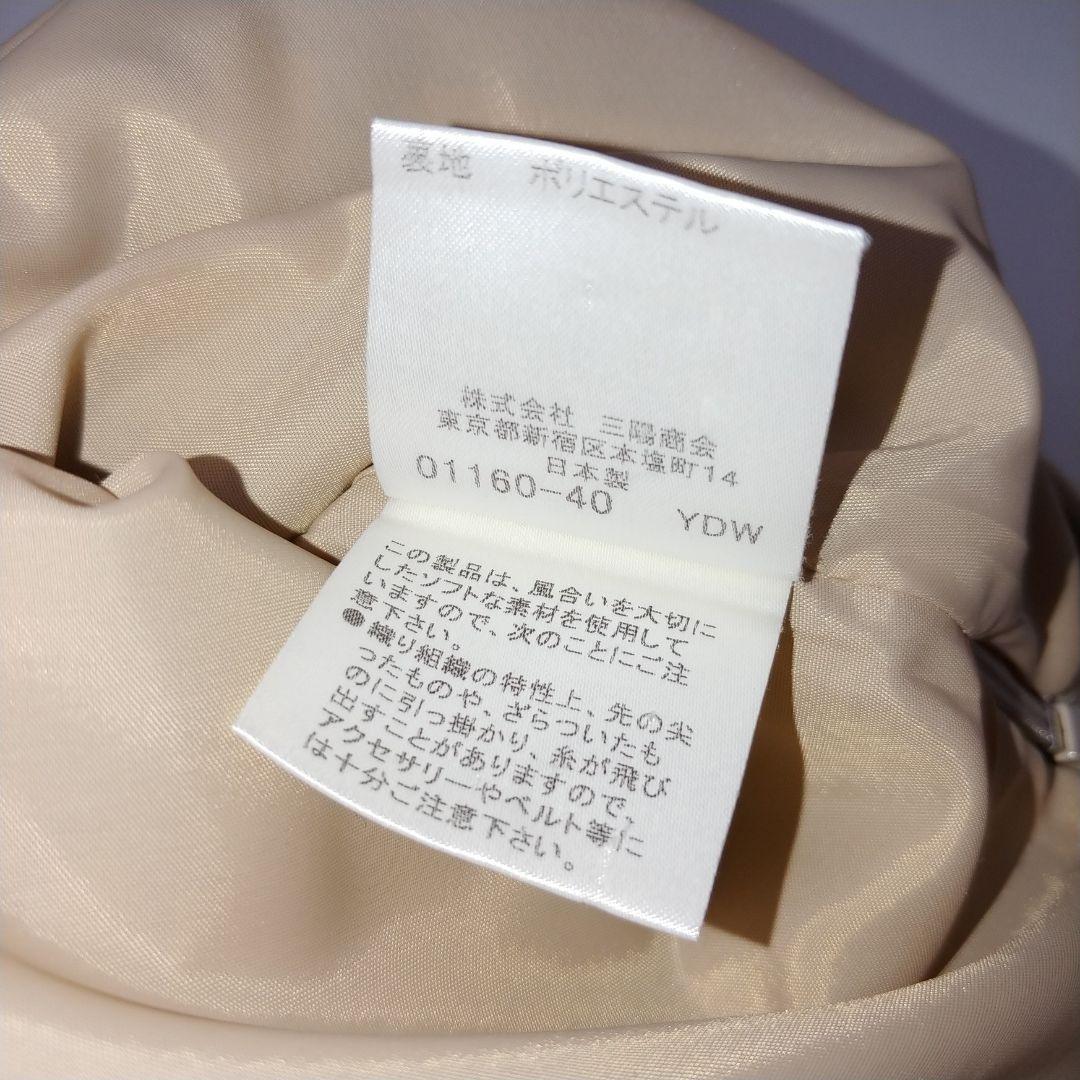 裏地 ポリエステル
株式会社 三陽商会
東京都新宿区本塩町14
日本製
01160-40 YDW
この製品は、風合いを大切に
したソフトな素材を使用して
いますので、次のことにご注
意下さい。
●織り組織の特性上、先の尖
ったものや、ざらついたも
のに引っ掛かり、糸が飛び
出すことがありますので、
アクセサリーやベルト等に
は十分ご注意下さい。